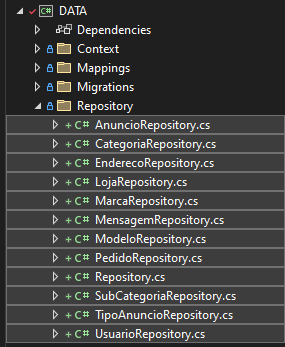 C# DATA
Dependencies
Context
Mappings
Migrations
Repository
+ C# AnuncioRepository.cs
+ C# CategoriaRepository.cs
+ C# EnderecoRepository.cs
+ C# LojaRepository.cs
+ C# MarcaRepository.cs
+ C# MensagemRepository.cs
+ C# ModeloRepository.cs
+ C# PedidoRepository.cs
+ C# Repository.cs
+ C# SubCategoriaRepository.cs
+ C# TipoAnuncioRepository.cs
+ C# UsuarioRepository.cs